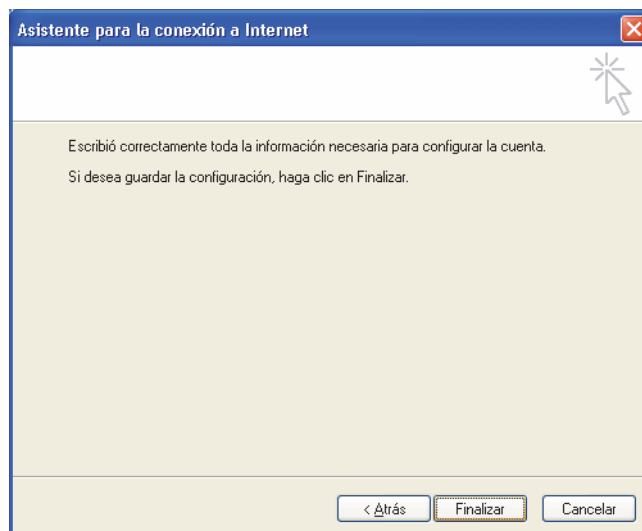 Asistente para la conexión a Internet
Escribió correctamente toda la información necesaria para configurar la cuenta.
Si desea guardar la configuración, haga clic en Finalizar.
< Atrás Finalizar Cancelar